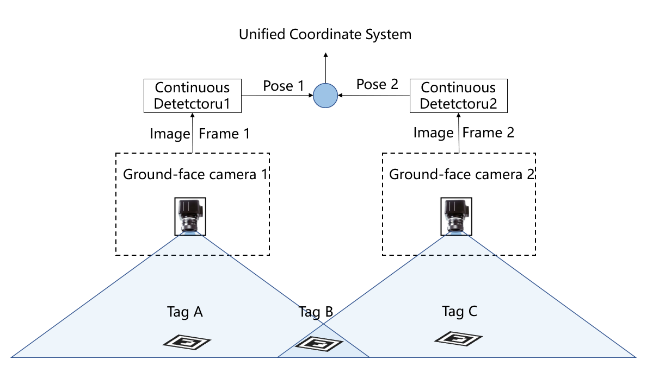 Unified Coordinate System
Continuous
Detetctoru1
Pose 1
Pose 2
Continuous
Detetctoru2
Image Frame 1
Image Frame 2
Ground-face camera 1
Ground-face camera 2
Tag A
Tag B
Tag C